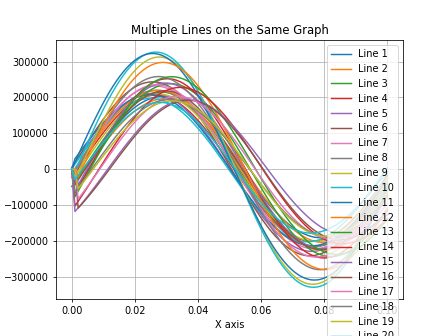 Multiple Lines on the Same Graph
300000
200000
100000
0
−100000
−200000
−300000
0.00
0.02
0.04
0.06
X axis
Line 1
Line 2
Line 3
Line 4
Line 5
Line 6
Line 7
Line 8
Line 9
Line 10
Line 11
Line 12
Line 13
Line 14
Line 15
Line 16
Line 17
Line 18
Line 19
Line 20